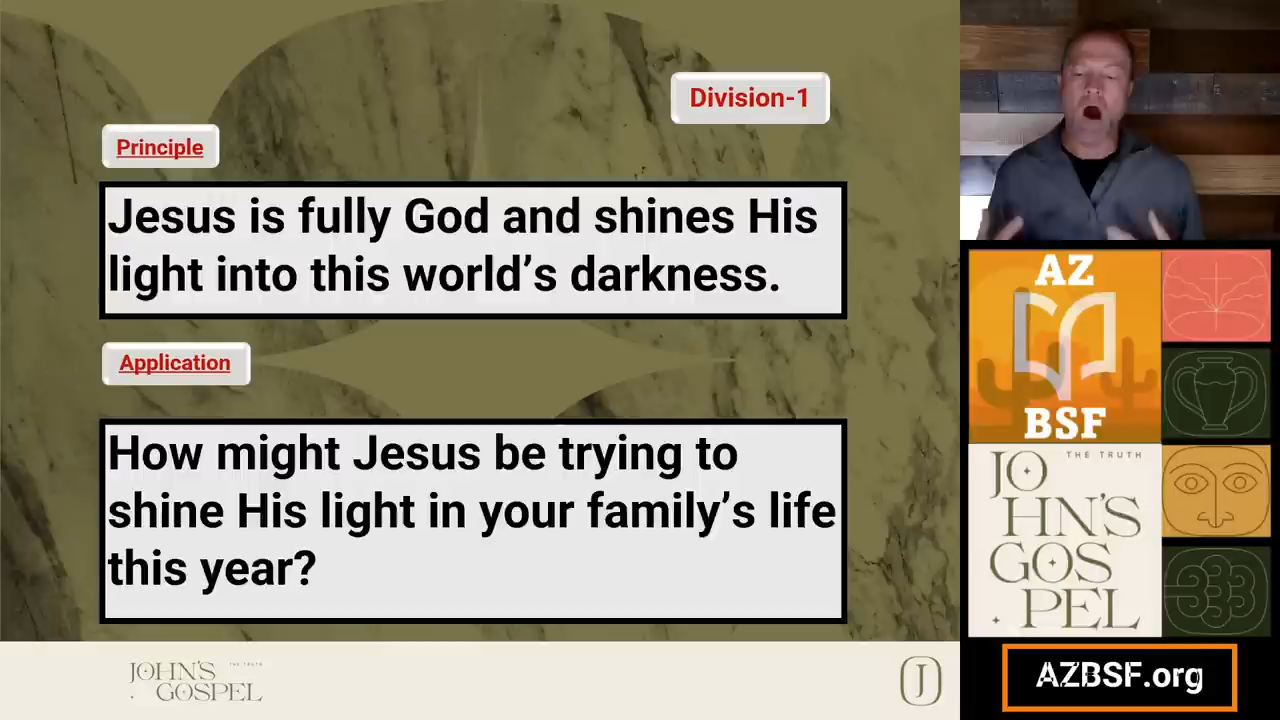 Division-1
Principle
Jesus is fully God and shines His
light into this world’s darkness.
Application
How might Jesus be trying to
shine His light in your family’s life
this year?
JOHN'S THE TRUTH
GOSPEL
J
AZ
BSF
THE TRUTH
JO
HN'S
GOS
PEL
AZBSF.org